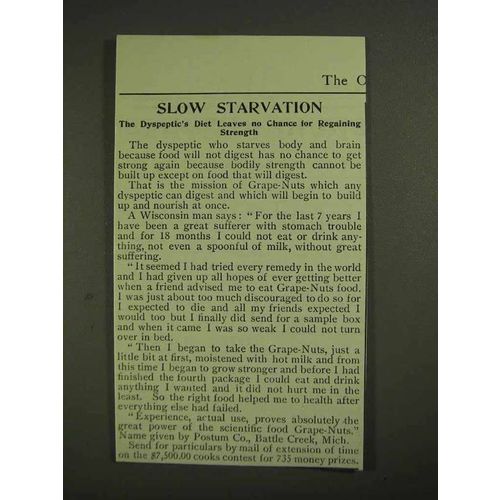 The C
SLOW STARVATION
The Dyspeptic's Diet Leaves no Chance for Regaining
Strength
The dyspeptic who starves body and brain
because food will not digest has no chance to get
strong again because bodily strength cannot be
built up except on food that will digest.
That is the mission of Grape-Nuts which any
dyspeptic can digest and which will begin to build
up and nourish at once.
A Wisconsin man says: "For the last 7 years I
have been a great sufferer with stomach trouble
and for 18 months I could not eat or drink any-
thing, not even a spoonful of milk, without great
suffering.
"It seemed I had tried every remedy in the world
and I had given up all hopes of ever getting better
when a friend advised me to eat Grape-Nuts food.
I was just about too much discouraged to do so for
I expected to die and all my friends expected I
would too but I finally did send for a sample box
and when it came I was so weak I could not turn
over in bed.
"Then I began to take the Grape-Nuts, just a
little bit at first, moistened with hot milk and from
this time I began to grow stronger and before I had
finished the fourth package I could eat and drink
anything I wanted and it did not hurt me in the
least. So the right food helped me to health after
everything else had failed.
"Experience, actual use, proves absolutely the
great power of the scientific food Grape-Nuts."
Name given by Postum Co., Battle Creek, Mich.
Send for particulars by mail of extension of time
on the $7,500.00 cooks contest for 735 money prizes.